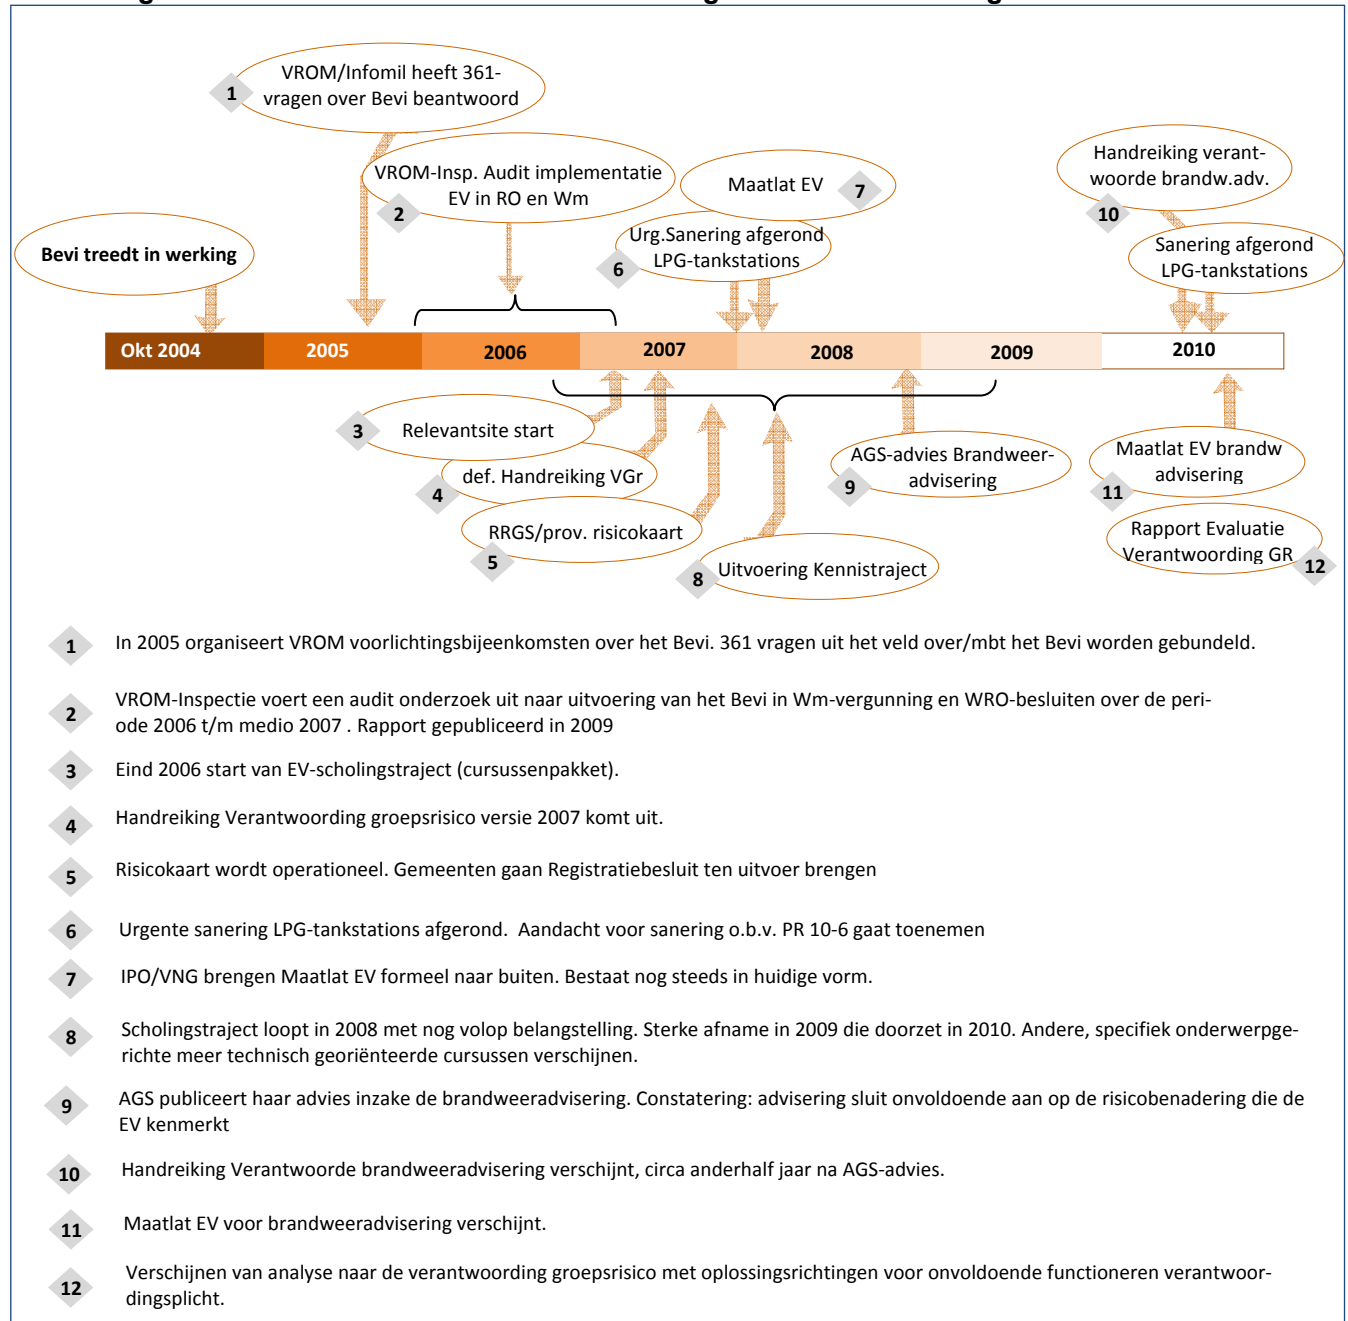 VROM/Infomil heeft 361-
vragen over Bevi beantwoord
1
VROM-Insp. Audit implementatie
EV in RO en Wm
2
Maatlat EV
7
Handreiking verant-
woorde brandw.adv.
10
Bevi treedt in werking
Urg.Sanering afgerond
LPG-tankstations
6
Sanering afgerond
LPG-tankstations
Okt 2004
2005
2006
2007
2008
2009
2010
3
Relevantsite start
4
def. Handreiking VGr
5
RRGS/prov. risicokaart
8
Uitvoering Kennistraject
AGS-advies Brandweer-
advisering
9
Maatlat EV brandw
advisering
11
Rapport Evaluatie
Verantwoording GR
12
1 In 2005 organiseert VROM voorlichtingsbijeenkomsten over het Bevi. 361 vragen uit het veld over/mbt het Bevi worden gebundeld.
2 VROM-Inspectie voert een audit onderzoek uit naar uitvoering van het Bevi in Wm-vergunning en WRO-besluiten over de peri-
ode 2006 t/m medio 2007 . Rapport gepubliceerd in 2009
3 Eind 2006 start van EV-scholingstraject (cursussenpakket).
4 Handreiking Verantwoording groepsrisico versie 2007 komt uit.
5 Risicokaart wordt operationeel. Gemeenten gaan Registratiebesluit ten uitvoer brengen
6 Urgente sanering LPG-tankstations afgerond. Aandacht voor sanering o.b.v. PR 10-6 gaat toenemen
7 IPO/VNG brengen Maatlat EV formeel naar buiten. Bestaat nog steeds in huidige vorm.
8 Scholingstraject loopt in 2008 met nog volop belangstelling. Sterke afname in 2009 die doorzet in 2010. Andere, specifiek onderwerpge-
richte meer technisch georiënteerde cursussen verschijnen.
9 AGS publiceert haar advies inzake de brandweeradvisering. Constatering: advisering sluit onvoldoende aan op de risicobenadering die de
EV kenmerkt
10 Handreiking Verantwoorde brandweeradvisering verschijnt, circa anderhalf jaar na AGS-advies.
11 Maatlat EV voor brandweeradvisering verschijnt.
12 Verschijnen van analyse naar de verantwoording groepsrisico met oplossingsrichtingen voor onvoldoende functioneren verantwoor-
dingsplicht.